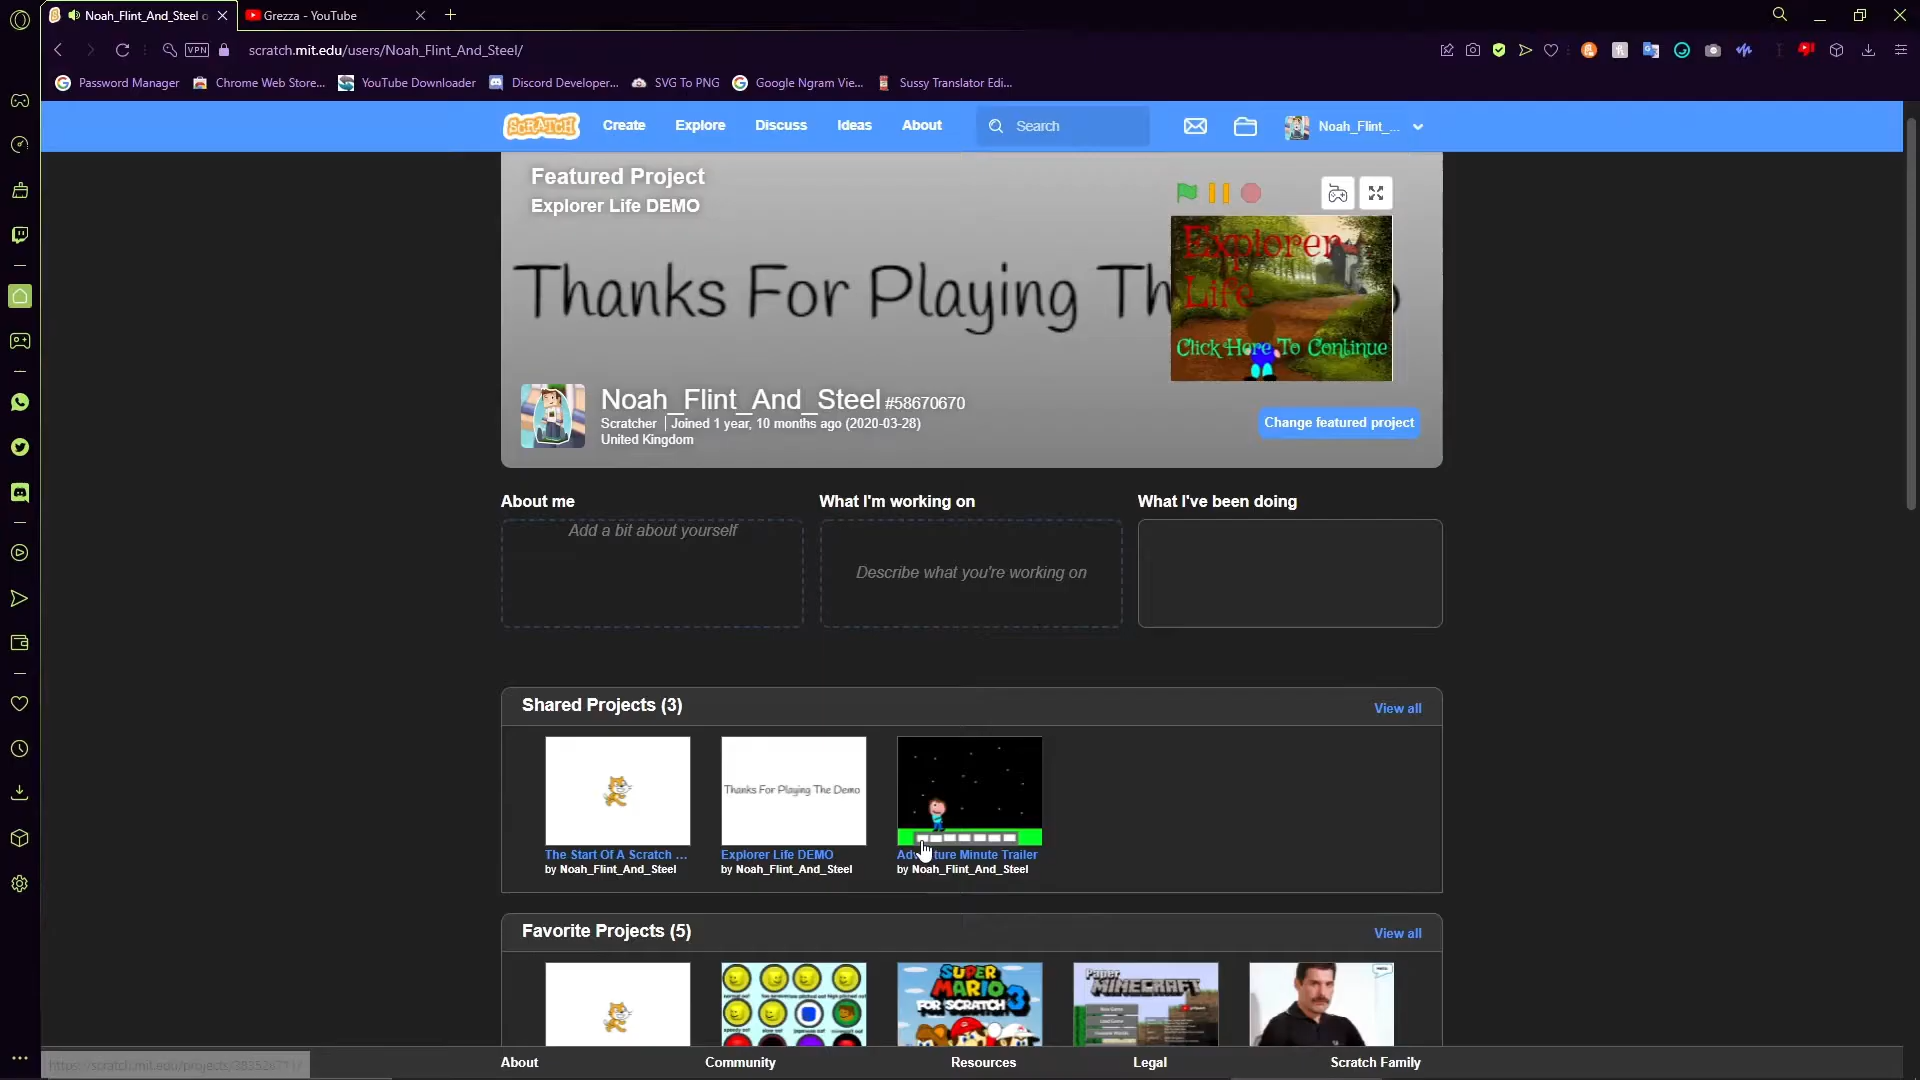 Noah_Flint_And_Steel o
Grezza - YouTube
VPN
scratch.mit.edu/users/Noah_Flint_And_Steel/
Password Manager
Chrome Web Store...
YouTube Downloader
Discord Developer...
SVG To PNG
Google Ngram Vie...
Sussy Translator Edi...
SCRATCH
Create
Explore
Discuss
Ideas
About
Search
Noah_Flint_...
Featured Project
Explorer Life DEMO
Thanks For Playing Th
Explorer
Life
Click Here To Continue
Noah_Flint_And_Steel #58670670
Scratcher
Joined 1 year, 10 months ago (2020-03-28)
United Kingdom
Change featured project
About me
What I'm working on
What I've been doing
Add a bit about yourself
Describe what you're working on
Shared Projects (3)
View all
Thanks For Playing The Demo
The Start Of A Scratch ...
by Noah_Flint_And_Steel
Explorer Life DEMO
by Noah_Flint_And_Steel
Adventure Minute Trailer
by Noah_Flint_And_Steel
Favorite Projects (5)
View all
SUPER
MARIO
FOR SCRATCH
3
Paper
MINECRAFT
About
Community
Resources
Legal
Scratch Family